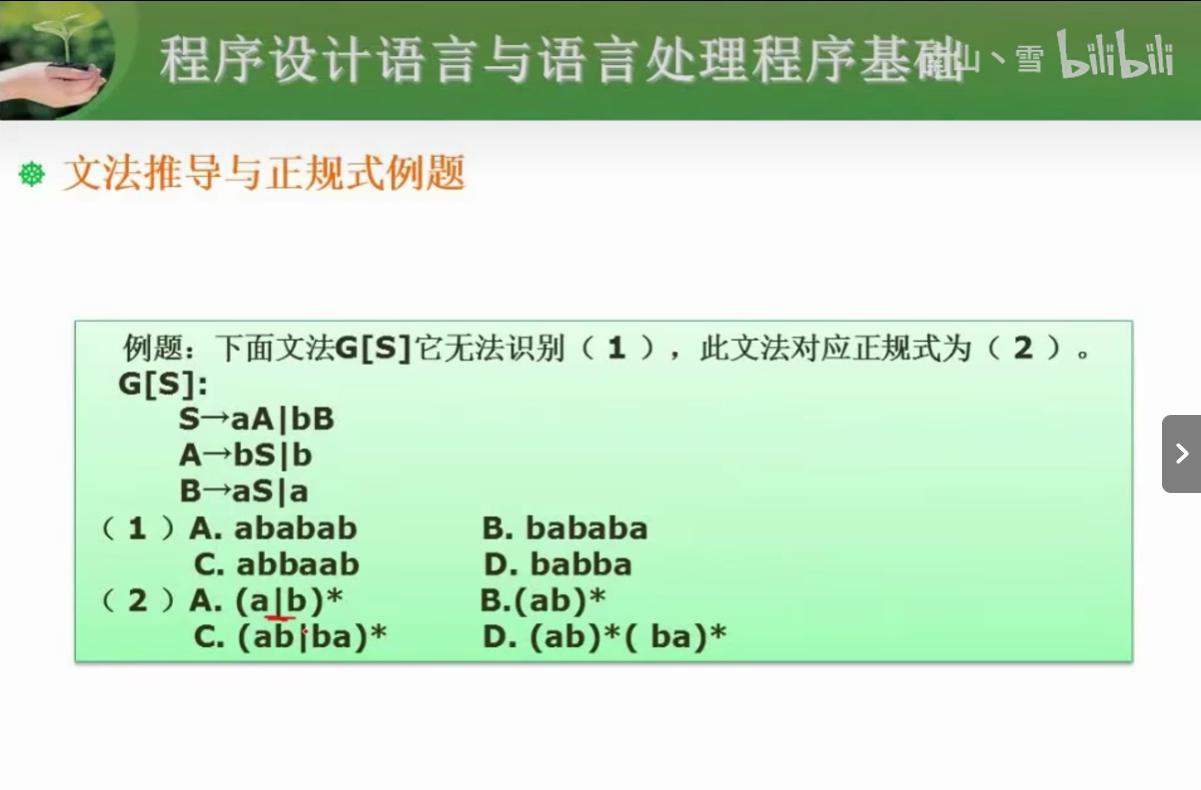 程序设计语言与语言处理程序基础
山丶雪 bilibili
文法推导与正规式例题
例题：下面文法G[S]它无法识别（ 1 ），此文法对应正规式为（ 2 ）。
G[S]:
S→aA|bB
A→bS|b
B→aS|a
（ 1 ）A. ababab B. bababa
C. abbaab D. babba
（ 2 ）A. (a|b)* B.(ab)*
C. (ab|ba)* D. (ab)*( ba)*